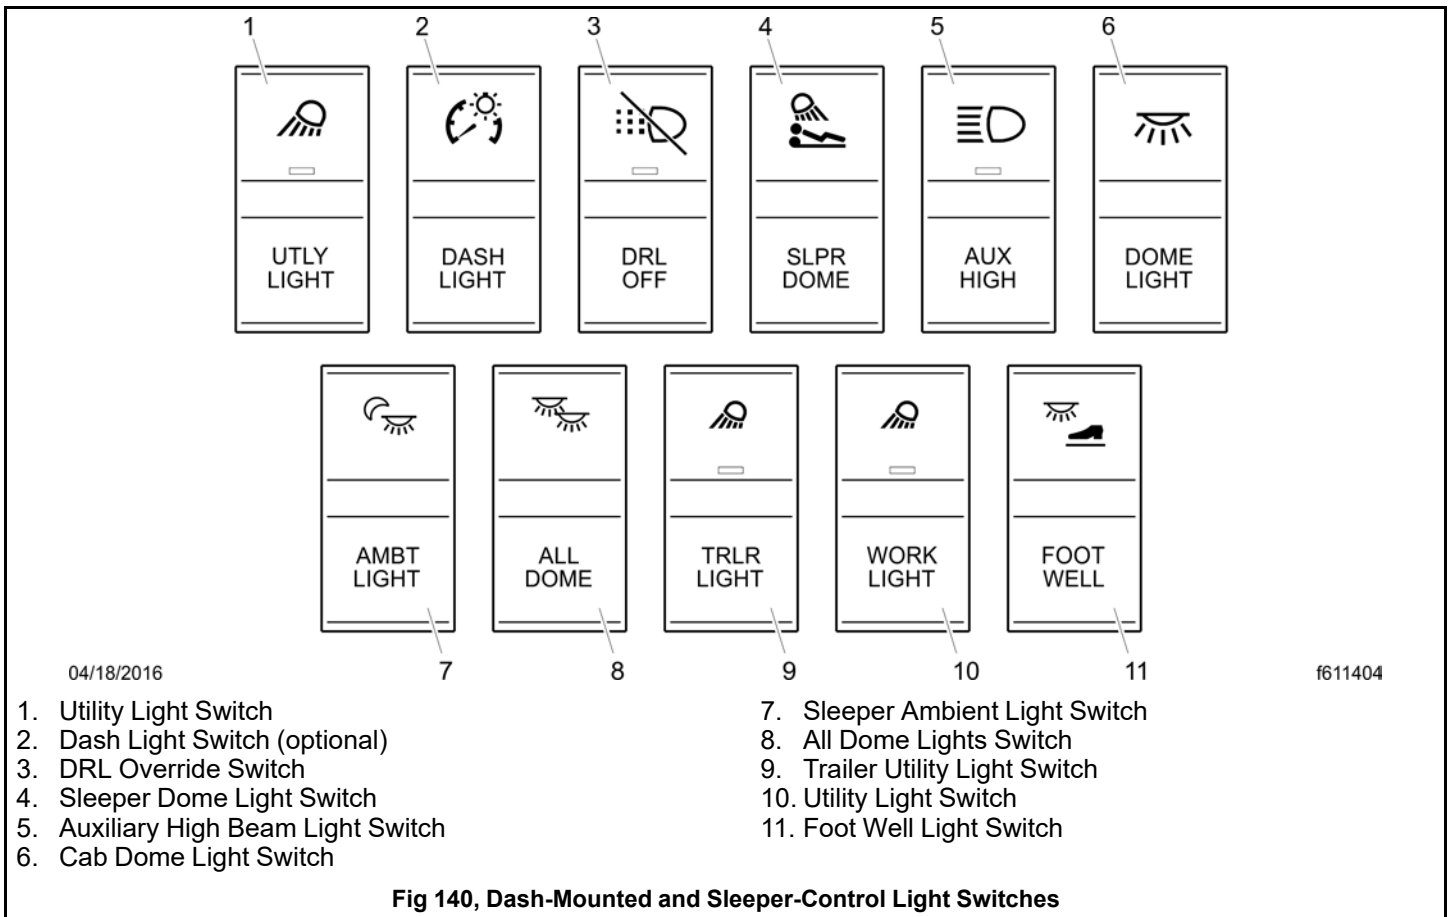 1 2 3 4 5 6
UTLY DASH DRL SLPR AUX DOME
LIGHT LIGHT OFF DOME HIGH LIGHT
AMBT ALL TRLR WORK FOOT
LIGHT DOME LIGHT LIGHT WELL
04/18/2016 7 8 9 10 11 f611404
1. Utility Light Switch
2. Dash Light Switch (optional)
3. DRL Override Switch
4. Sleeper Dome Light Switch
5. Auxiliary High Beam Light Switch
6. Cab Dome Light Switch
7. Sleeper Ambient Light Switch
8. All Dome Lights Switch
9. Trailer Utility Light Switch
10. Utility Light Switch
11. Foot Well Light Switch
Fig 140, Dash-Mounted and Sleeper-Control Light Switches